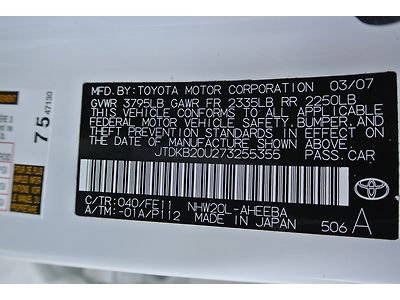 MFD. BY: TOYOTA MOTOR CORPORATION 03/07
GVWR 3795LB GAWR FR 2335LB RR 2250LB
THIS VEHICLE CONFORMS TO ALL APPLICABLE
FEDERAL MOTOR VEHICLE SAFETY, BUMPER, AND
THEFT PREVENTION STANDARDS IN EFFECT ON
THE DATE OF MANUFACTURE SHOWN ABOVE.
JTDKB20U273255355 PASS.CAR
C/TR: 040/FE11 NHW20L-AHEEBA
A/TM: -01A/P112 MADE IN JAPAN 506 A
TOYOTA
75 47130